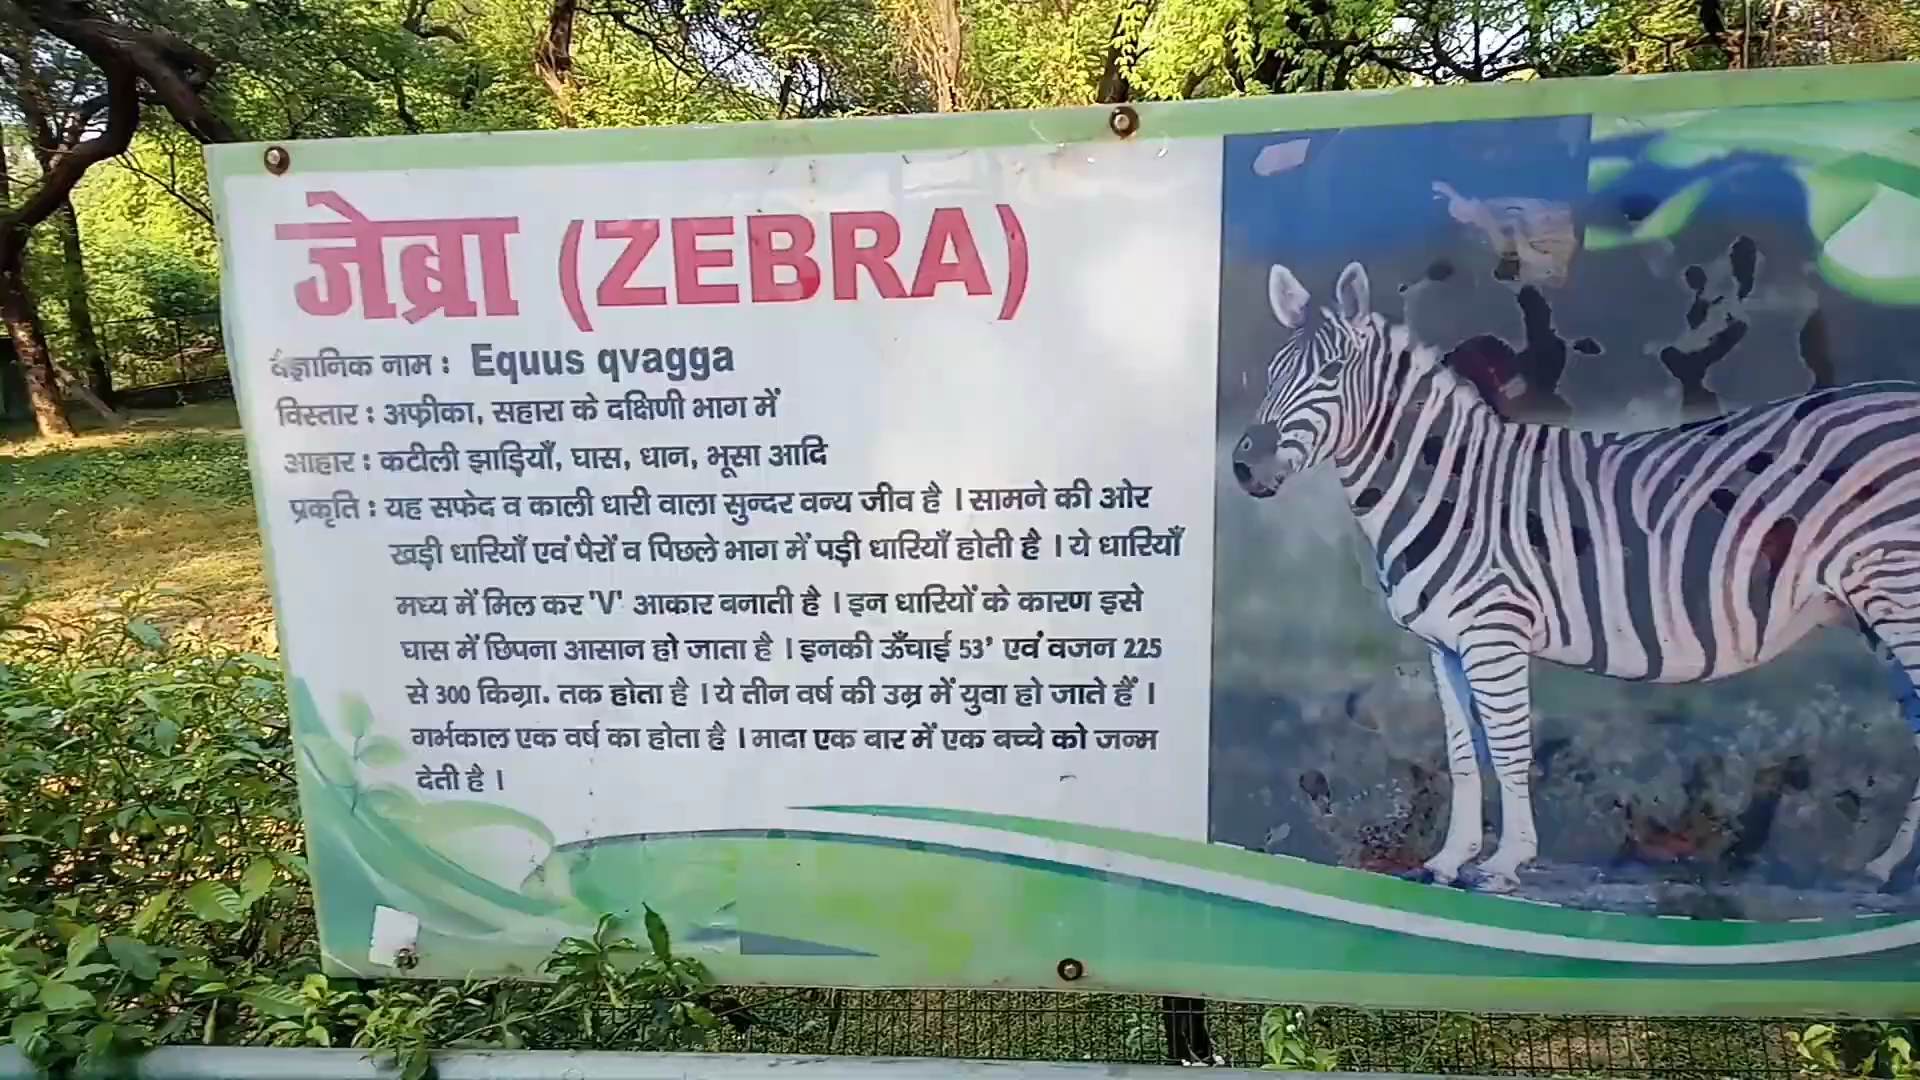 जेब्रा (ZEBRA)
वैज्ञानिक नाम : Equus qvagga
विस्तार : अफ्रीका, सहारा के दक्षिणी भाग में
आहार : कटीली झाड़ियाँ, घास, धान, भूसा आदि
प्रकृति : यह सफेद व काली धारी वाला सुन्दर वन्य जीव है । सामने की ओर
खड़ी धारियाँ एवं पैरों व पिछले भाग में पड़ी धारियाँ होती है । ये धारियाँ
मध्य में मिल कर 'V' आकार बनाती है । इन धारियों के कारण इसे
घास में छिपना आसान हो जाता है । इनकी ऊँचाई 53’ एवं वजन 225
से 300 किग्रा. तक होता है । ये तीन वर्ष की उम्र में युवा हो जाते हैं ।
गर्भकाल एक वर्ष का होता है । मादा एक बार में एक बच्चे को जन्म
देती है ।